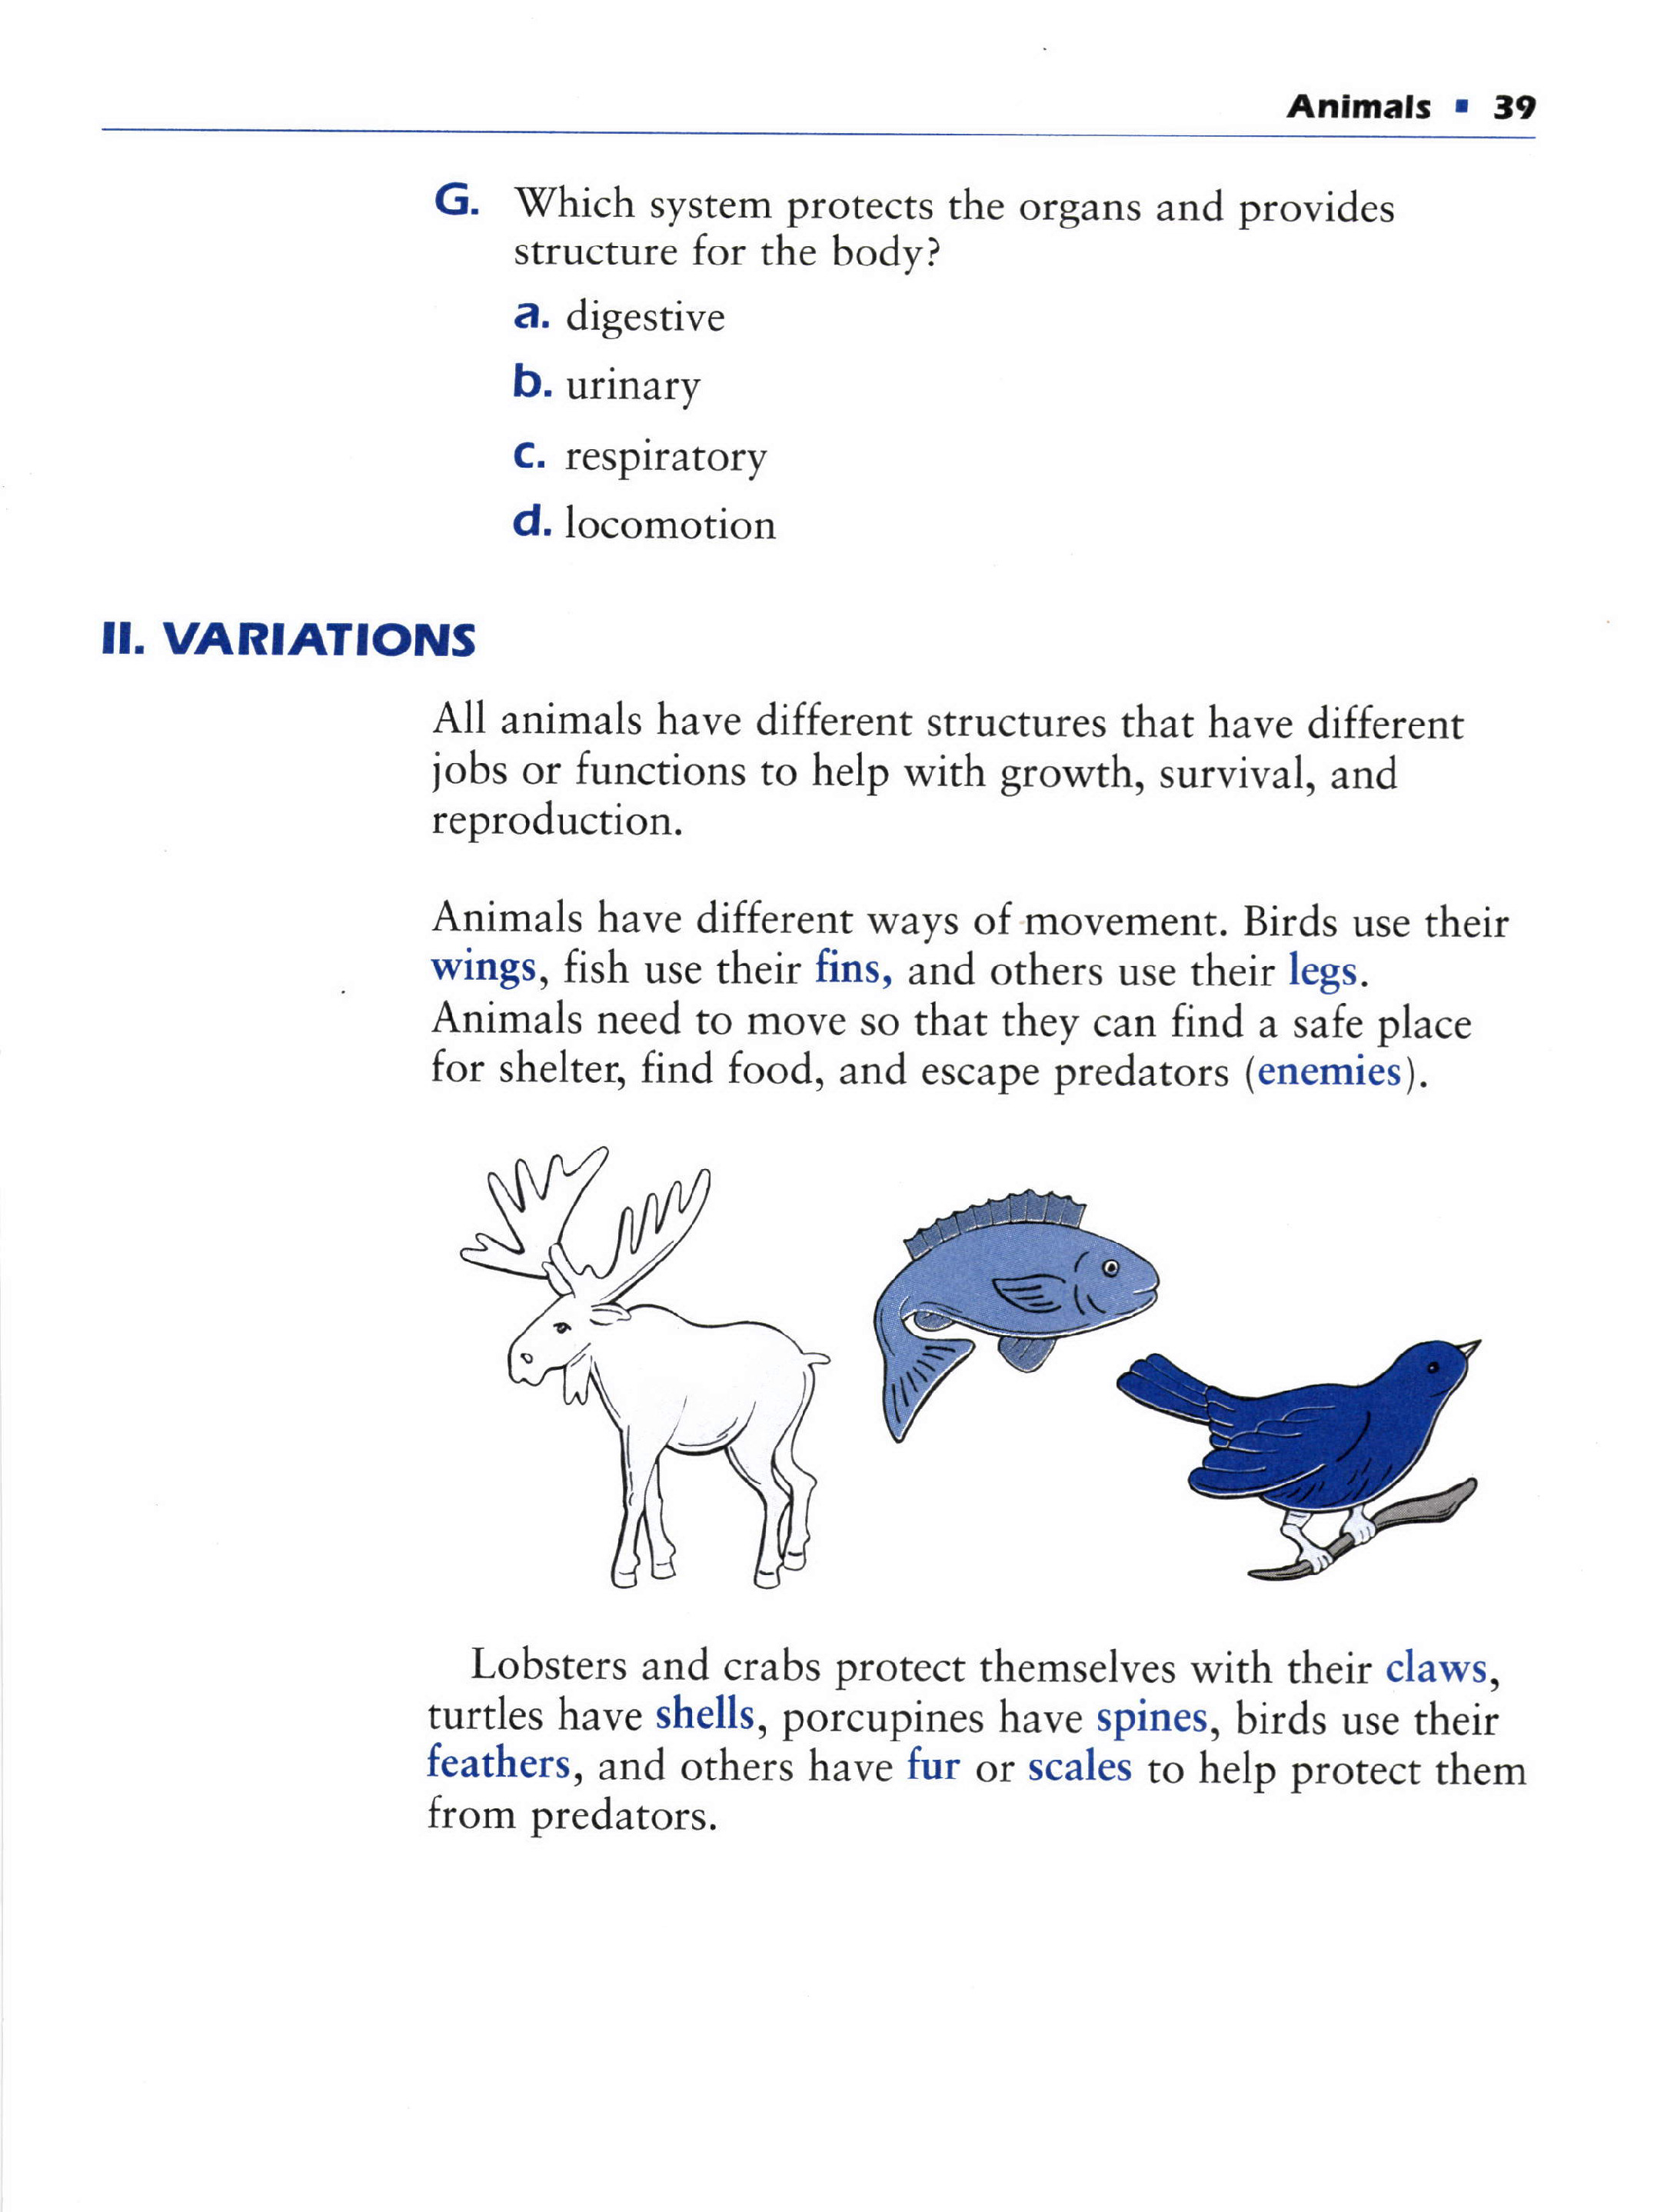 Animals ▪ 39
G. Which system protects the organs and provides
structure for the body?
a. digestive
b. urinary
c. respiratory
d. locomotion
II. VARIATIONS
All animals have different structures that have different
jobs or functions to help with growth, survival, and
reproduction.
Animals have different ways of movement. Birds use their
wings, fish use their fins, and others use their legs.
Animals need to move so that they can find a safe place
for shelter, find food, and escape predators (enemies).
Lobsters and crabs protect themselves with their claws,
turtles have shells, porcupines have spines, birds use their
feathers, and others have fur or scales to help protect them
from predators.